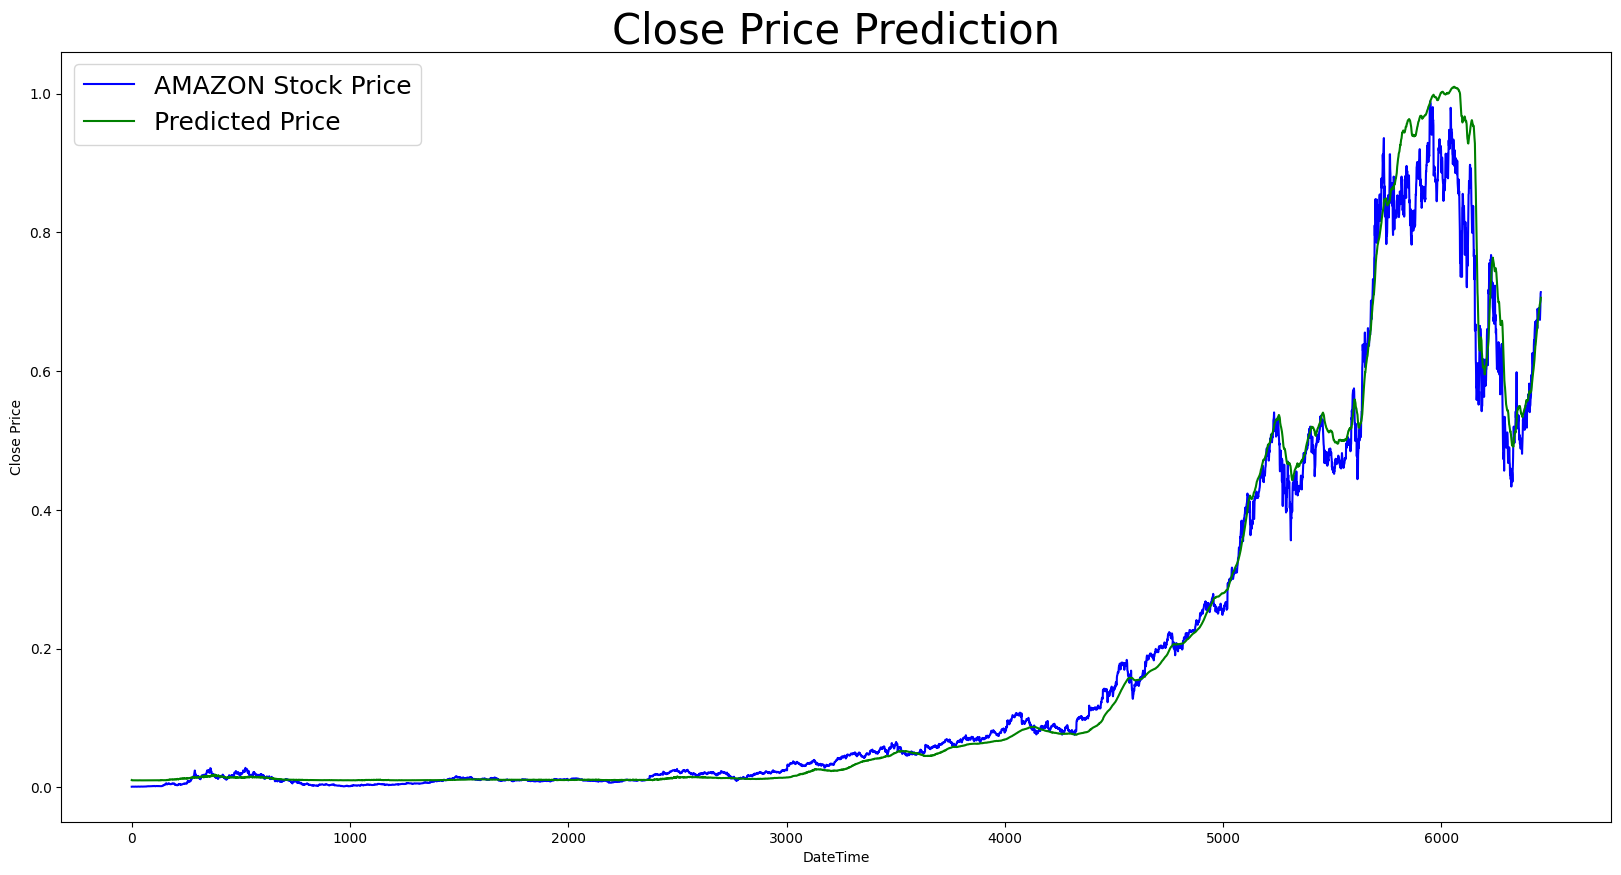 Close Price Prediction
AMAZON Stock Price
Predicted Price
1.0
0.8
0.6
0.4
0.2
0.0
Close Price
0 1000 2000 3000 4000 5000 6000
DateTime